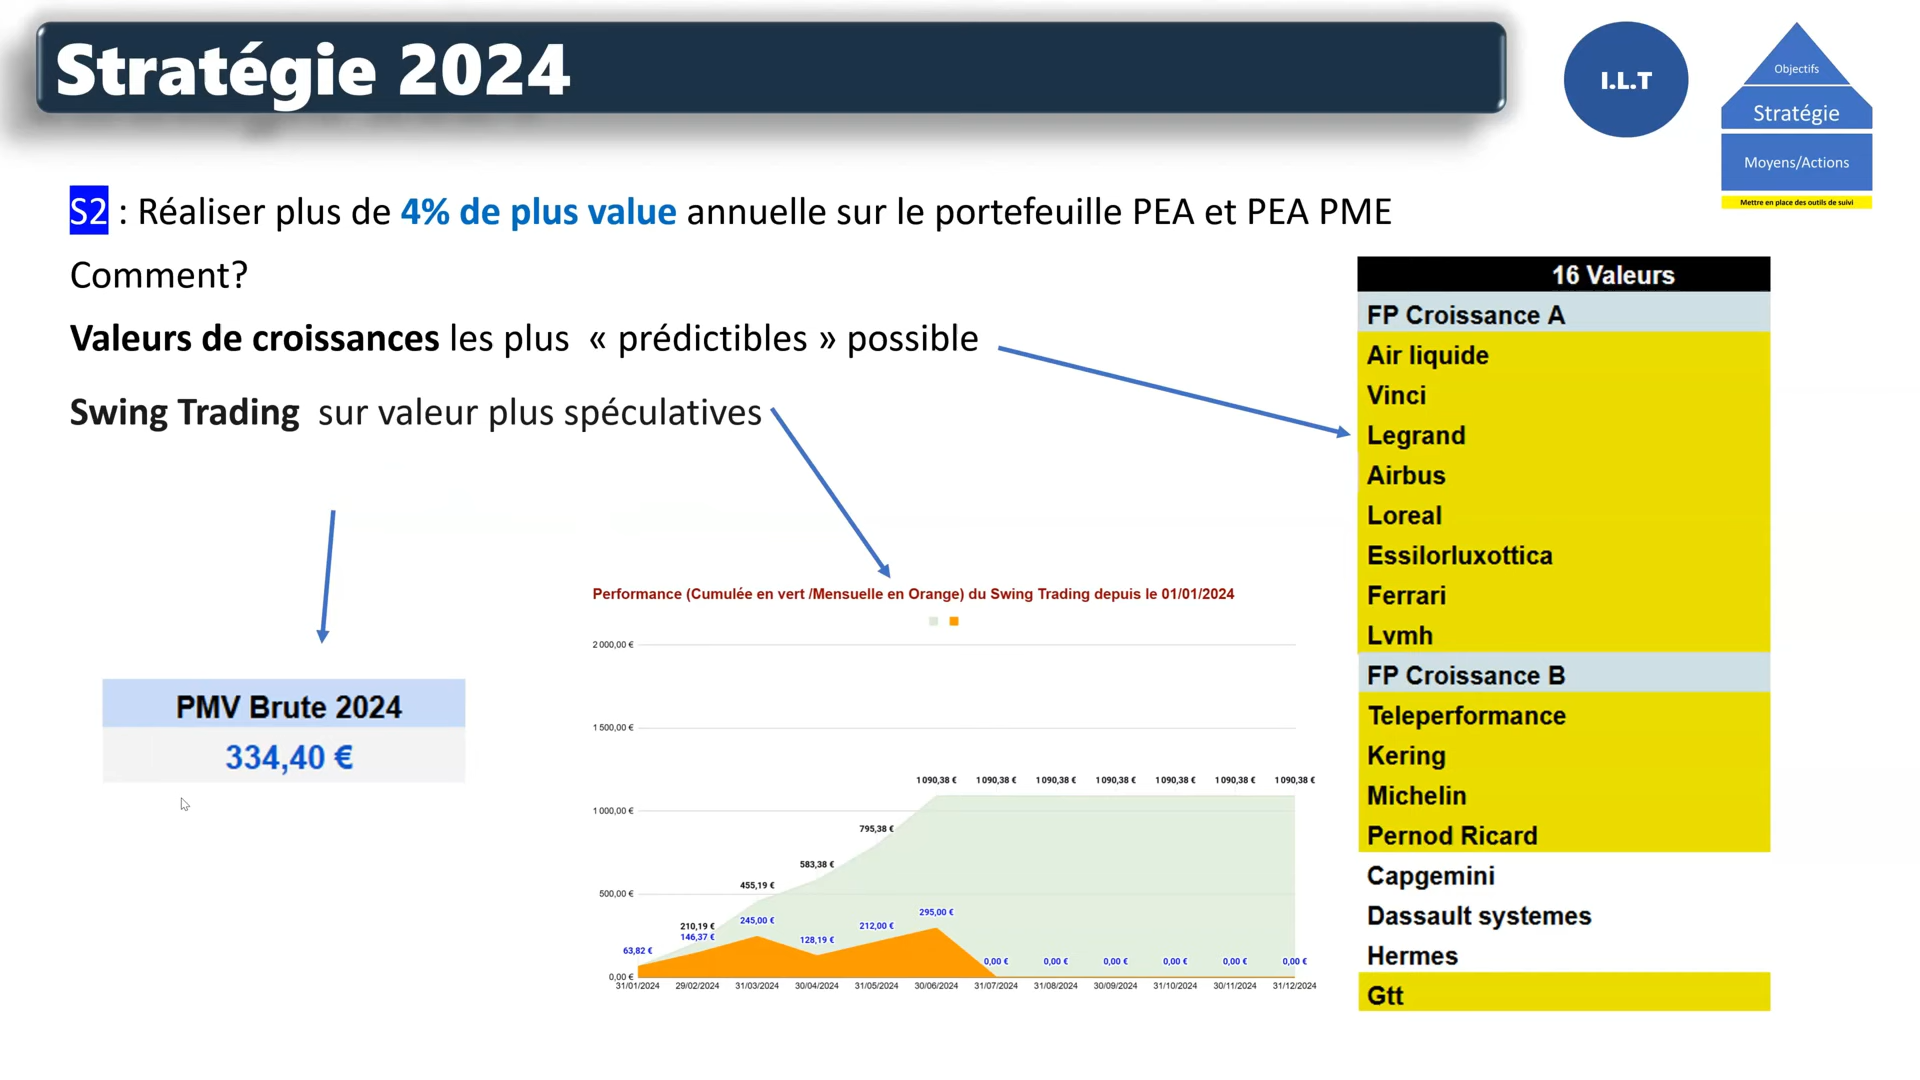 Stratégie 2024
I.L.T
Objectifs
Stratégie
Moyens/Actions
Mettre en place des outils de suivi
S2 : Réaliser plus de 4% de plus value annuelle sur le portefeuille PEA et PEA PME
Comment?
Valeurs de croissances les plus « prédictibles » possible
Swing Trading sur valeur plus spéculatives
PMV Brute 2024
334,40 €
Performance (Cumulée en vert /Mensuelle en Orange) du Swing Trading depuis le 01/01/2024
2 000,00 €
1 500,00 €
1 000,00 €
500,00 €
0,00 €
1 090,38 € 1 090,38 € 1 090,38 € 1 090,38 € 1 090,38 € 1 090,38 € 1 090,38 €
795,38 €
583,38 €
455,19 €
210,19 €
63,82 € 146,37 € 245,00 € 128,19 € 212,00 € 295,00 € 0,00 € 0,00 € 0,00 € 0,00 € 0,00 € 0,00 €
31/01/2024 29/02/2024 31/03/2024 30/04/2024 31/05/2024 30/06/2024 31/07/2024 31/08/2024 30/09/2024 31/10/2024 30/11/2024 31/12/2024
16 Valeurs
FP Croissance A
Air liquide
Vinci
Legrand
Airbus
Loreal
Essilorluxottica
Ferrari
Lvmh
FP Croissance B
Teleperformance
Kering
Michelin
Pernod Ricard
Capgemini
Dassault systemes
Hermes
Gtt